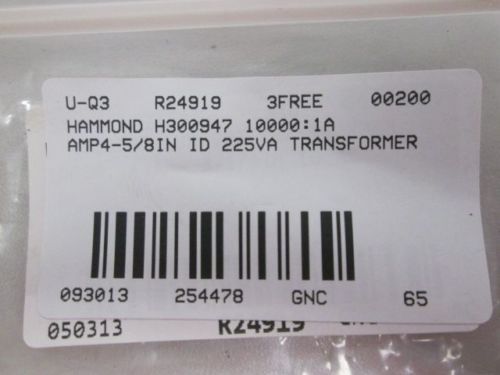 U-Q3 R24919 3FREE 00200
HAMMOND H300947 10000:1A
AMP4-5/8IN ID 225VA TRANSFORMER
093013 254478 GNC 65
050313 R24919